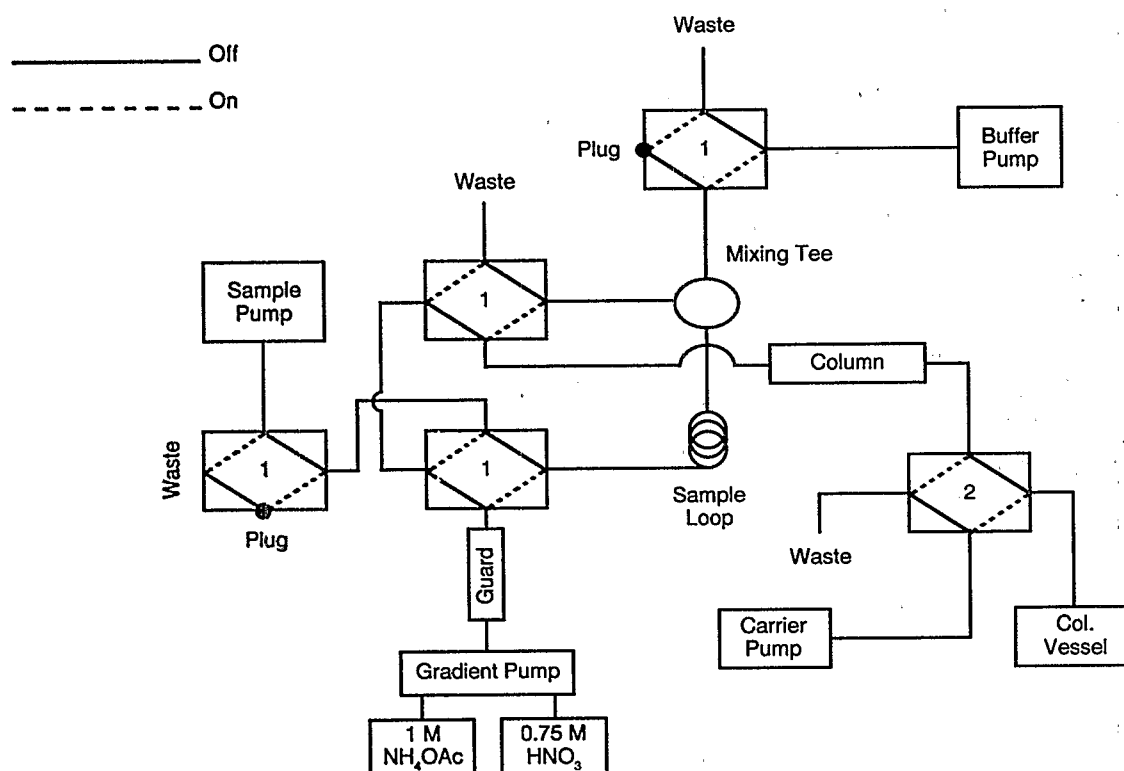 Off
On
Waste
Plug
1
Buffer
Pump
Waste
Mixing Tee
Sample
Pump
1
Column
Waste
1
1
Plug
Sample
Loop
2
Waste
Guard
Carrier
Pump
Col.
Vessel
Gradient Pump
1 M
NH₄OAc
0.75 M
HNO₃